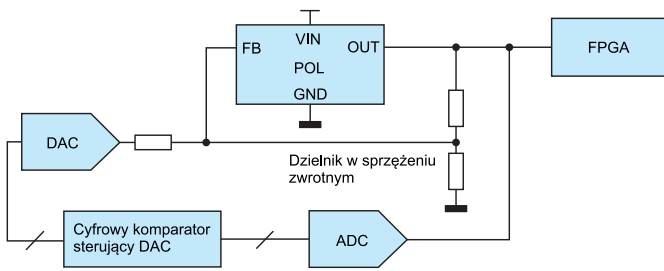 VIN
FB
OUT
POL
GND
FPGA
DAC
Dzielnik w sprzężeniu
zwrotnym
Cyfrowy komparator
sterujący DAC
ADC